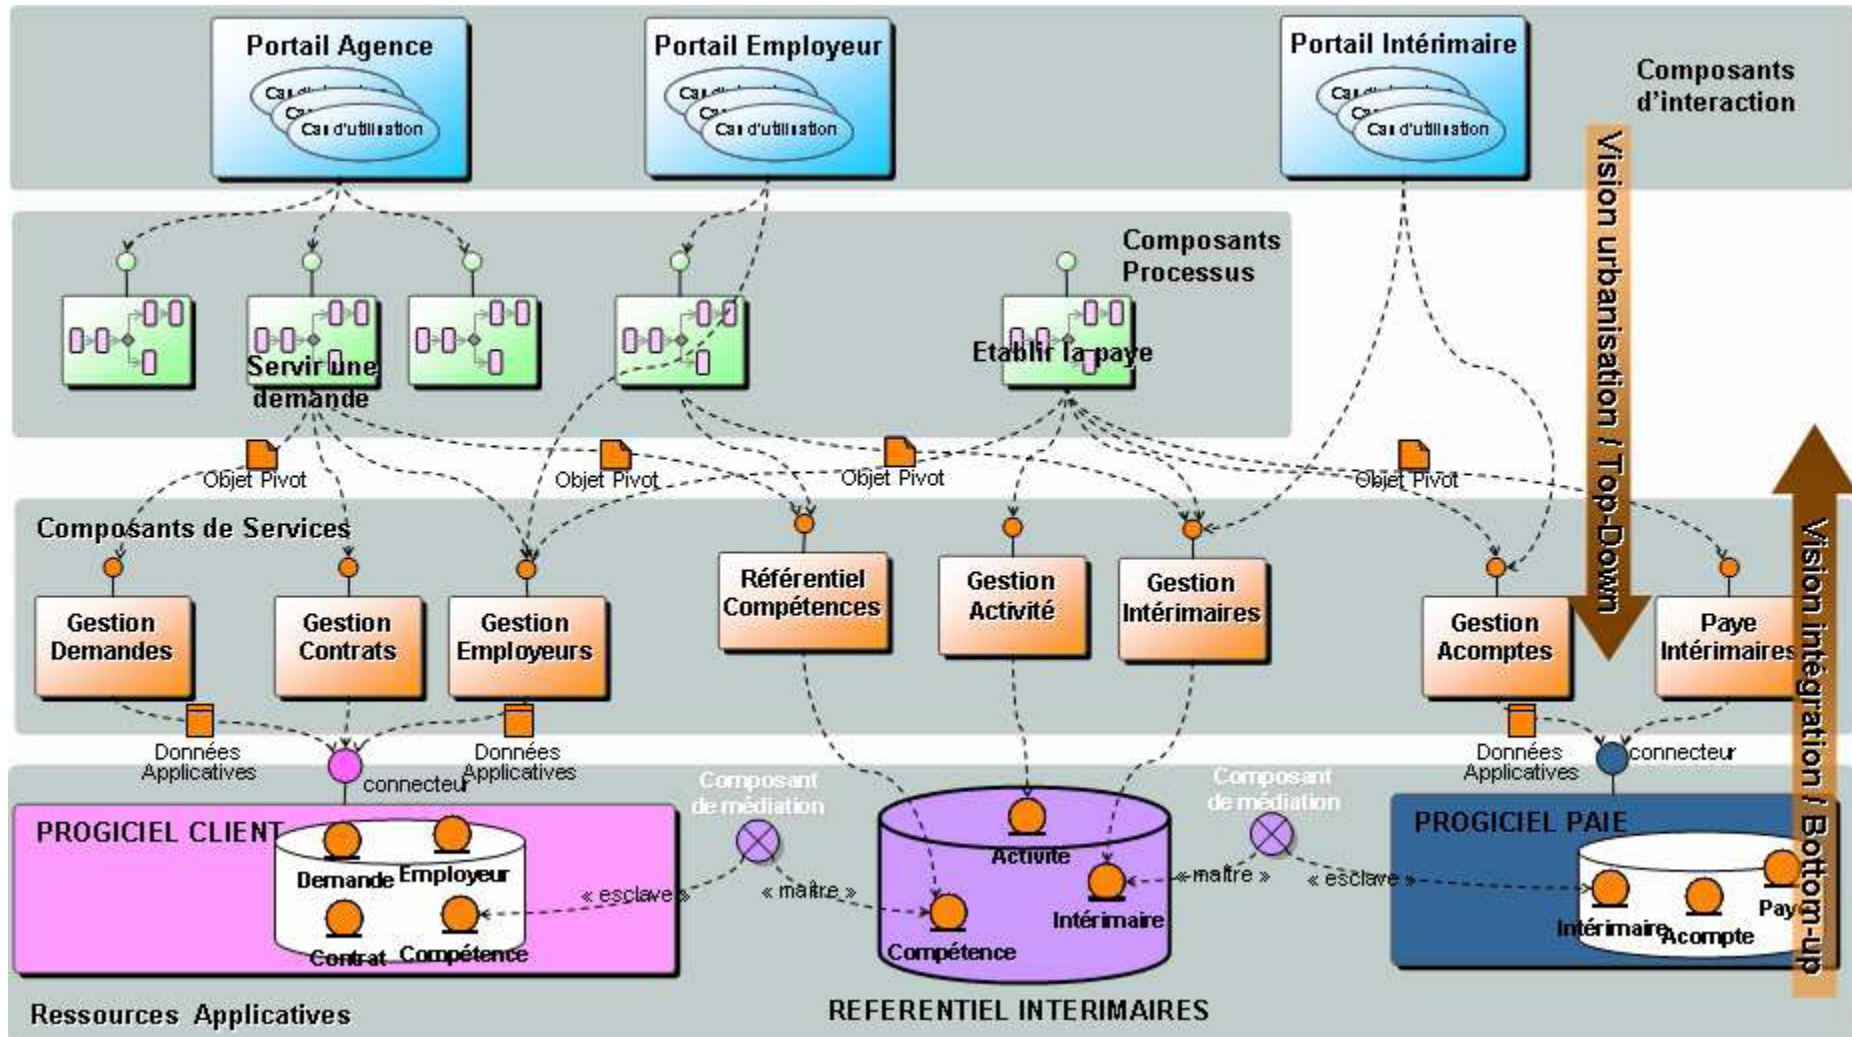 Portail Agence
Cas d'utilisation
Portail Employeur
Cas d'utilisation
Portail Intérimaire
Cas d'utilisation
Composants
d'interaction
Vision urbanisation / Top-Down
Composants
Processus
Servir une
demande
Etablir la paye
Objet Pivot
Objet Pivot
Objet Pivot
Objet Pivot
Vision intégration / Bottom-up
Composants de Services
Gestion
Demandes
Gestion
Contrats
Gestion
Employeurs
Référentiel
Compétences
Gestion
Activité
Gestion
Intérimaires
Gestion
Acomptes
Paye
Intérimaires
Données
Applicatives
connecteur
Données
Applicatives
Données
Applicatives
connecteur
Composant
de médiation
Composant
de médiation
PROGICIEL CLIENT
Demande
Employeur
Contrat
Compétence
« esclave »
« maître »
Activité
Intérimaire
Compétence
« maître »
« esclave »
PROGICIEL PAIE
Intérimaire
Acompte
Paye
REFERENTIEL INTERIMAIRES
Ressources Applicatives